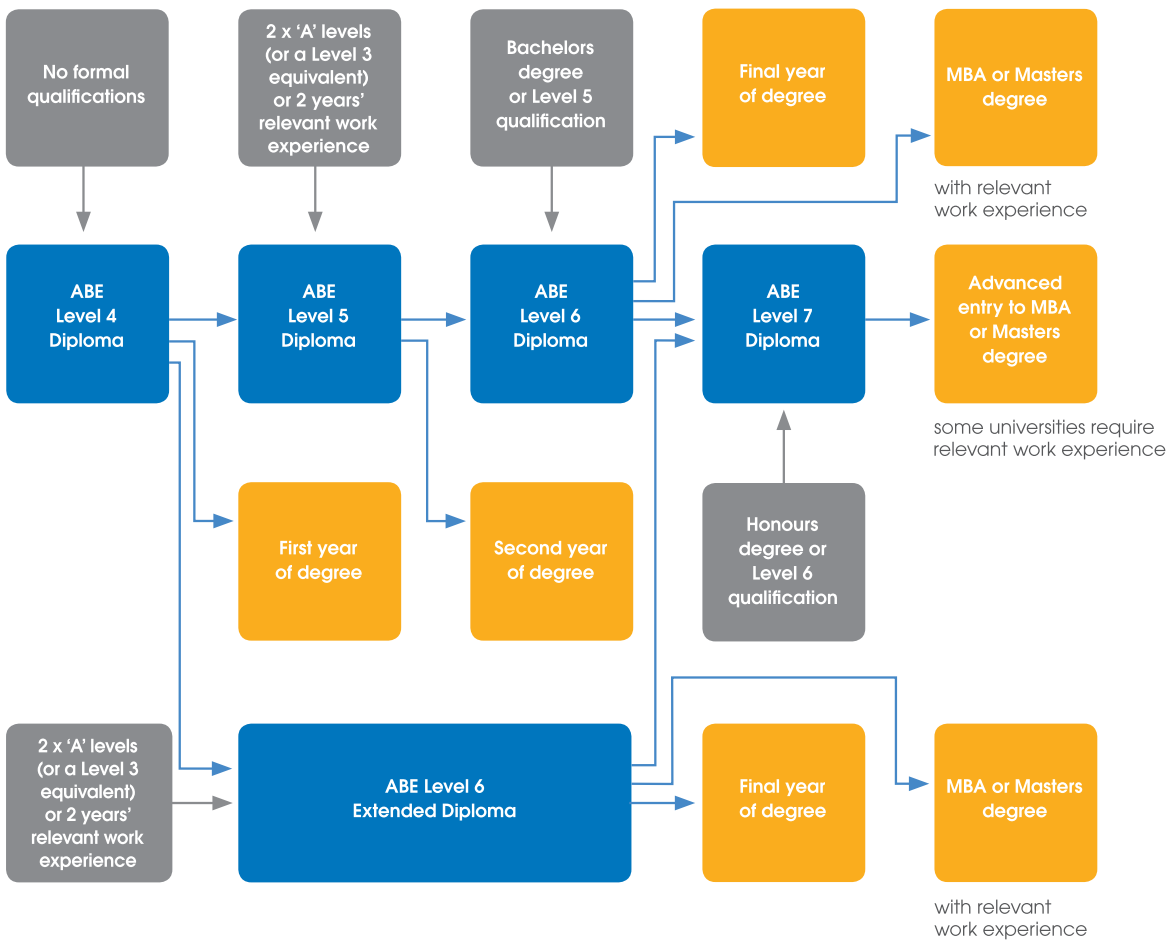 No formal
qualifications
2 x ‘A’ levels
(or a Level 3
equivalent)
or 2 years’
relevant work
experience
Bachelors
degree
or Level 5
qualification
Final year
of degree
MBA or Masters
degree
with relevant
work experience
ABE
Level 4
Diploma
ABE
Level 5
Diploma
ABE
Level 6
Diploma
ABE
Level 7
Diploma
Advanced
entry to MBA
or Masters
degree
some universities require
relevant work experience
First year
of degree
Second year
of degree
Honours
degree or
Level 6
qualification
2 x ‘A’ levels
(or a Level 3
equivalent)
or 2 years’
relevant work
experience
ABE Level 6
Extended Diploma
Final year
of degree
MBA or Masters
degree
with relevant
work experience